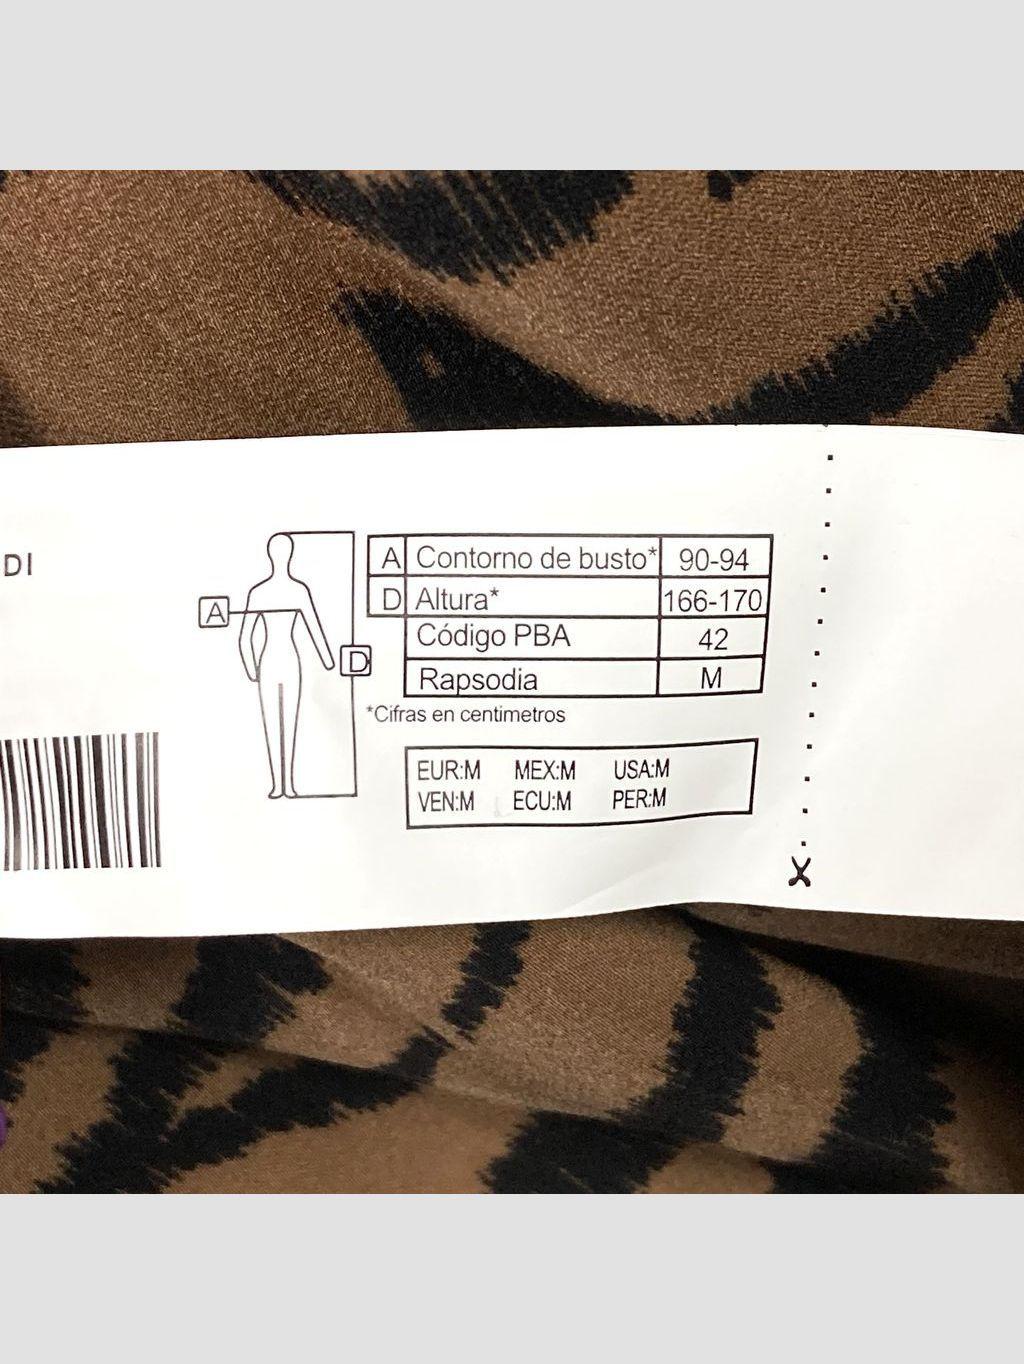 DI
A
D
A Contorno de busto* 90-94
D Altura* 166-170
Código PBA 42
Rapsodia M
*Cifras en centimetros
EUR:M MEX:M USA:M
VEN:M ECU:M PER:M